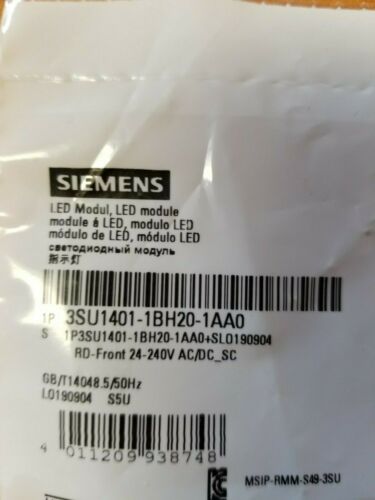 SIEMENS
LED Modul, LED module
module à LED, modulo LED
módulo de LED, módulo LED
светодиодный модуль
指示灯
1P 3SU1401-1BH20-1AA0
S 1P3SU1401-1BH20-1AA0+SLO190904
RD-Front 24-240V AC/DC_SC
GB/T14048.5/50Hz
LO190904 S5U
4 011209 938748
MSIP-RMM-S49-3SU